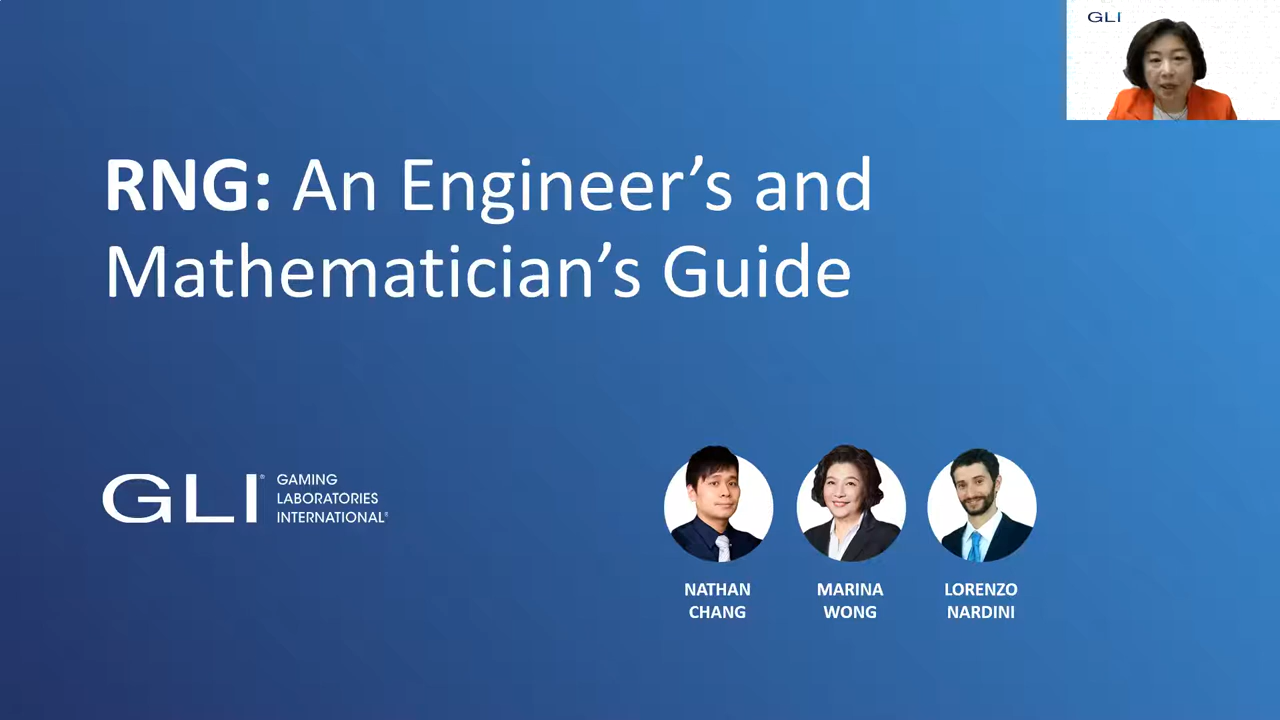 GLI
RNG: An Engineer’s and
Mathematician’s Guide
GLI® GAMING
LABORATORIES
INTERNATIONAL®
NATHAN
CHANG
MARINA
WONG
LORENZO
NARDINI